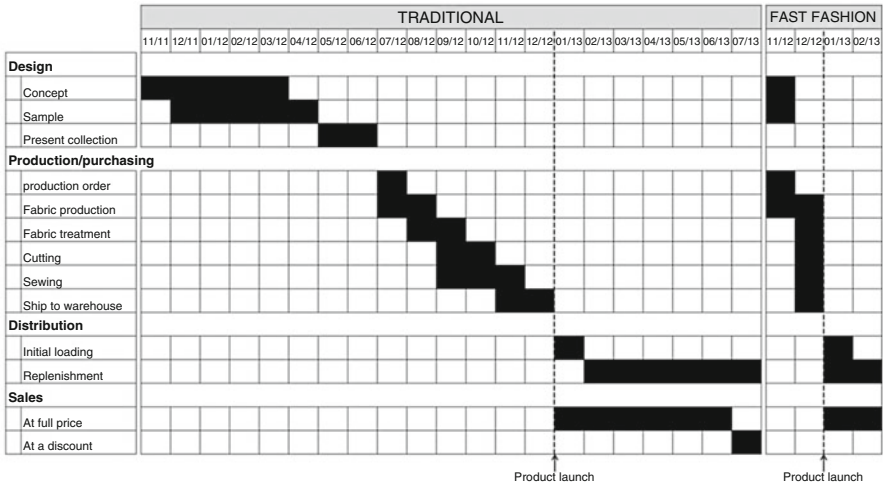 TRADITIONAL FAST FASHION
11/11 12/11 01/12 02/12 03/12 04/12 05/12 06/12 07/12 08/12 09/12 10/12 11/12 12/12 01/13 02/13 03/13 04/13 05/13 06/13 07/13 11/12 12/12 01/13 02/13
Design
Concept
Sample
Present collection
Production/purchasing
production order
Fabric production
Fabric treatment
Cutting
Sewing
Ship to warehouse
Distribution
Initial loading
Replenishment
Sales
At full price
At a discount
Product launch Product launch